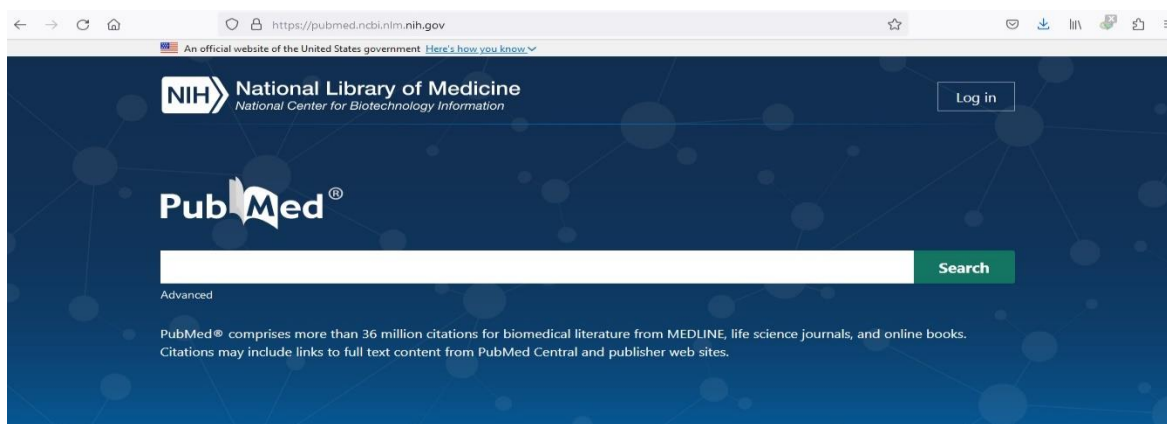 https://pubmed.ncbi.nlm.nih.gov
An official website of the United States government Here's how you know
NIH National Library of Medicine
National Center for Biotechnology Information
Log in
PubMed®
Search
Advanced
PubMed® comprises more than 36 million citations for biomedical literature from MEDLINE, life science journals, and online books.
Citations may include links to full text content from PubMed Central and publisher web sites.